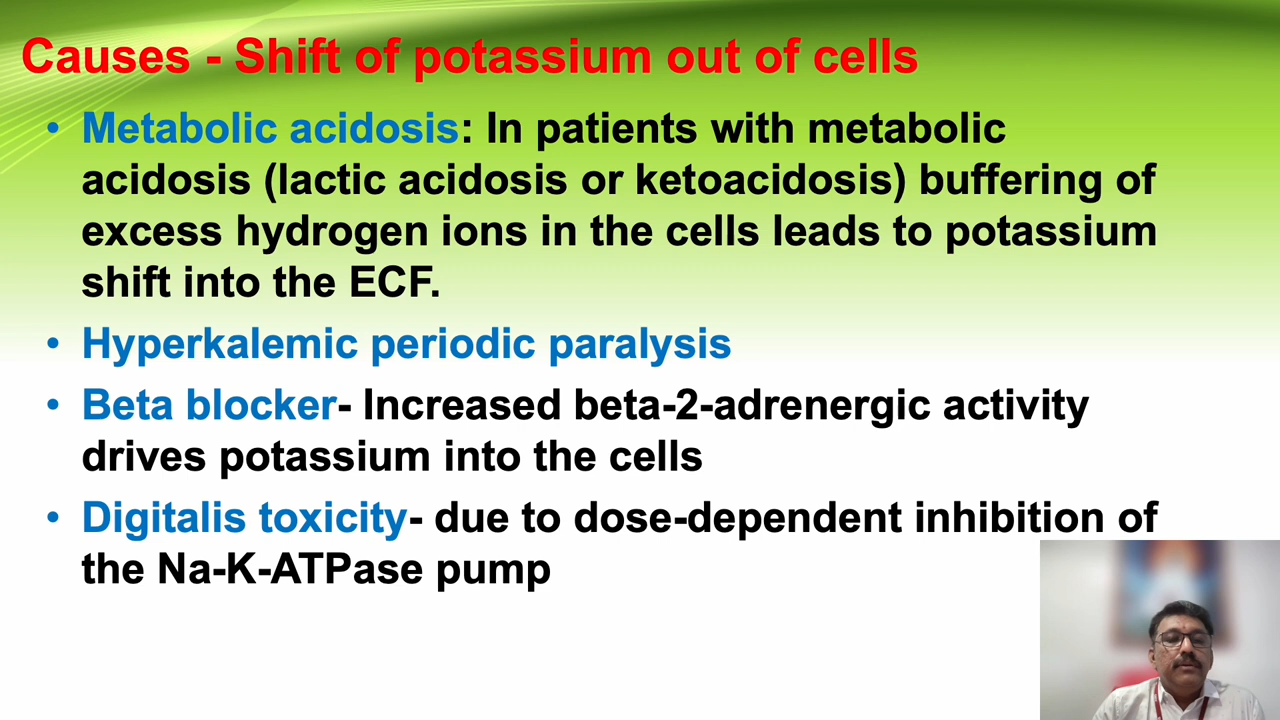 Causes - Shift of potassium out of cells
• Metabolic acidosis: In patients with metabolic
acidosis (lactic acidosis or ketoacidosis) buffering of
excess hydrogen ions in the cells leads to potassium
shift into the ECF.
• Hyperkalemic periodic paralysis
• Beta blocker- Increased beta-2-adrenergic activity
drives potassium into the cells
• Digitalis toxicity- due to dose-dependent inhibition of
the Na-K-ATPase pump